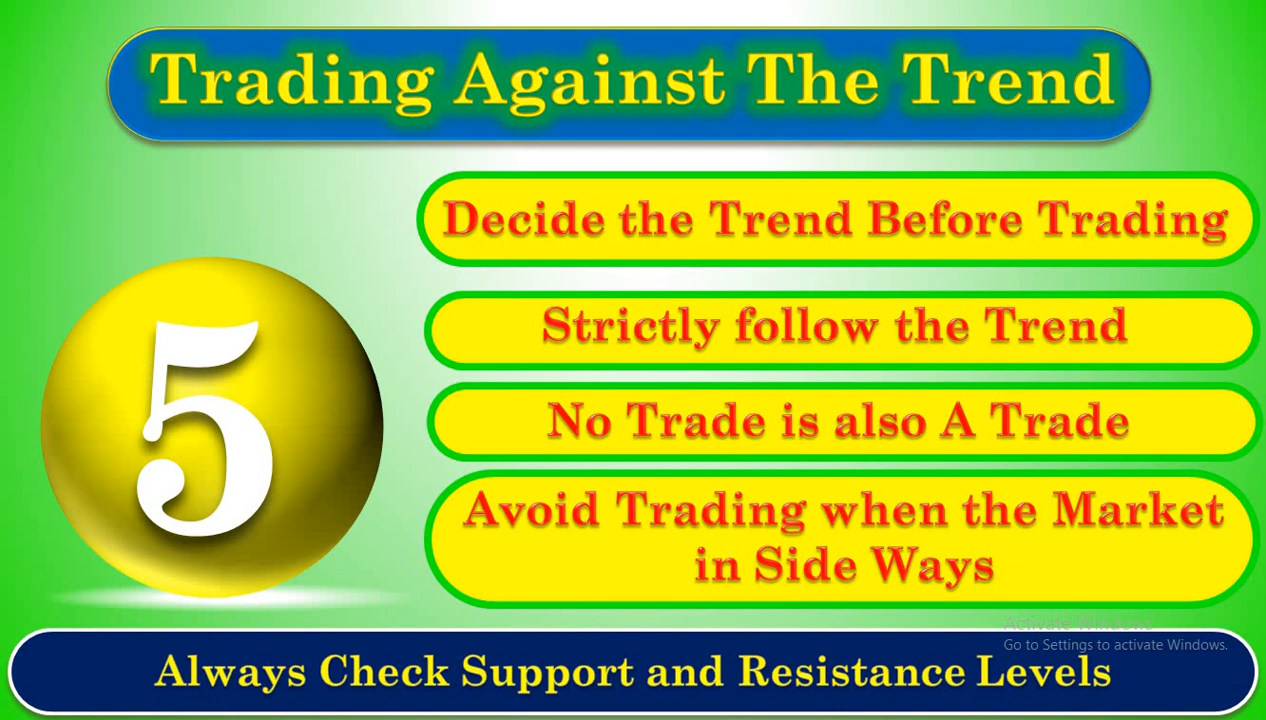 Trading Against The Trend
Decide the Trend Before Trading
5
Strictly follow the Trend
No Trade is also A Trade
Avoid Trading when the Market
in Side Ways
Activate Windows
Go to Settings to activate Windows.
Always Check Support and Resistance Levels